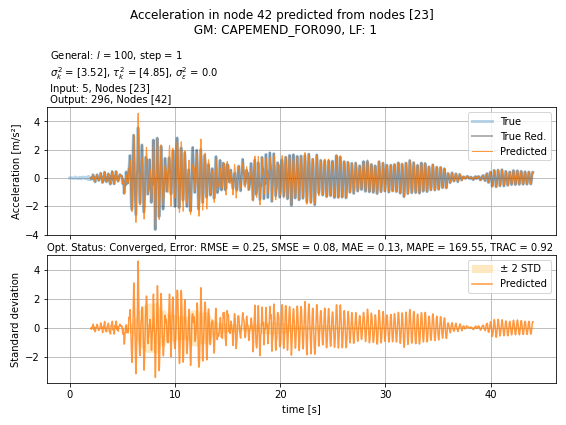 Acceleration in node 42 predicted from nodes [23]
GM: CAPEMEND_FOR090, LF: 1
General: l = 100, step = 1
σ²ₖ = [3.52], τ²ₖ = [4.85], σ²ε = 0.0
Input: 5, Nodes [23]
Output: 296, Nodes [42]
Acceleration [m/s²]
4
2
0
−2
−4
True
True Red.
Predicted
Opt. Status: Converged, Error: RMSE = 0.25, SMSE = 0.08, MAE = 0.13, MAPE = 169.55, TRAC = 0.92
Standard deviation
4
2
0
−2
± 2 STD
Predicted
0
10
20
30
40
time [s]